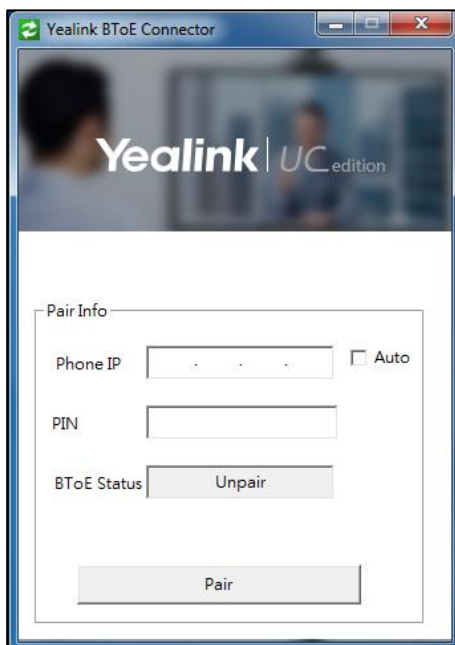 Yealink BToE Connector
Yealink | UC edition
Pair Info
Phone IP . . . Auto
PIN
BToE Status Unpair
Pair